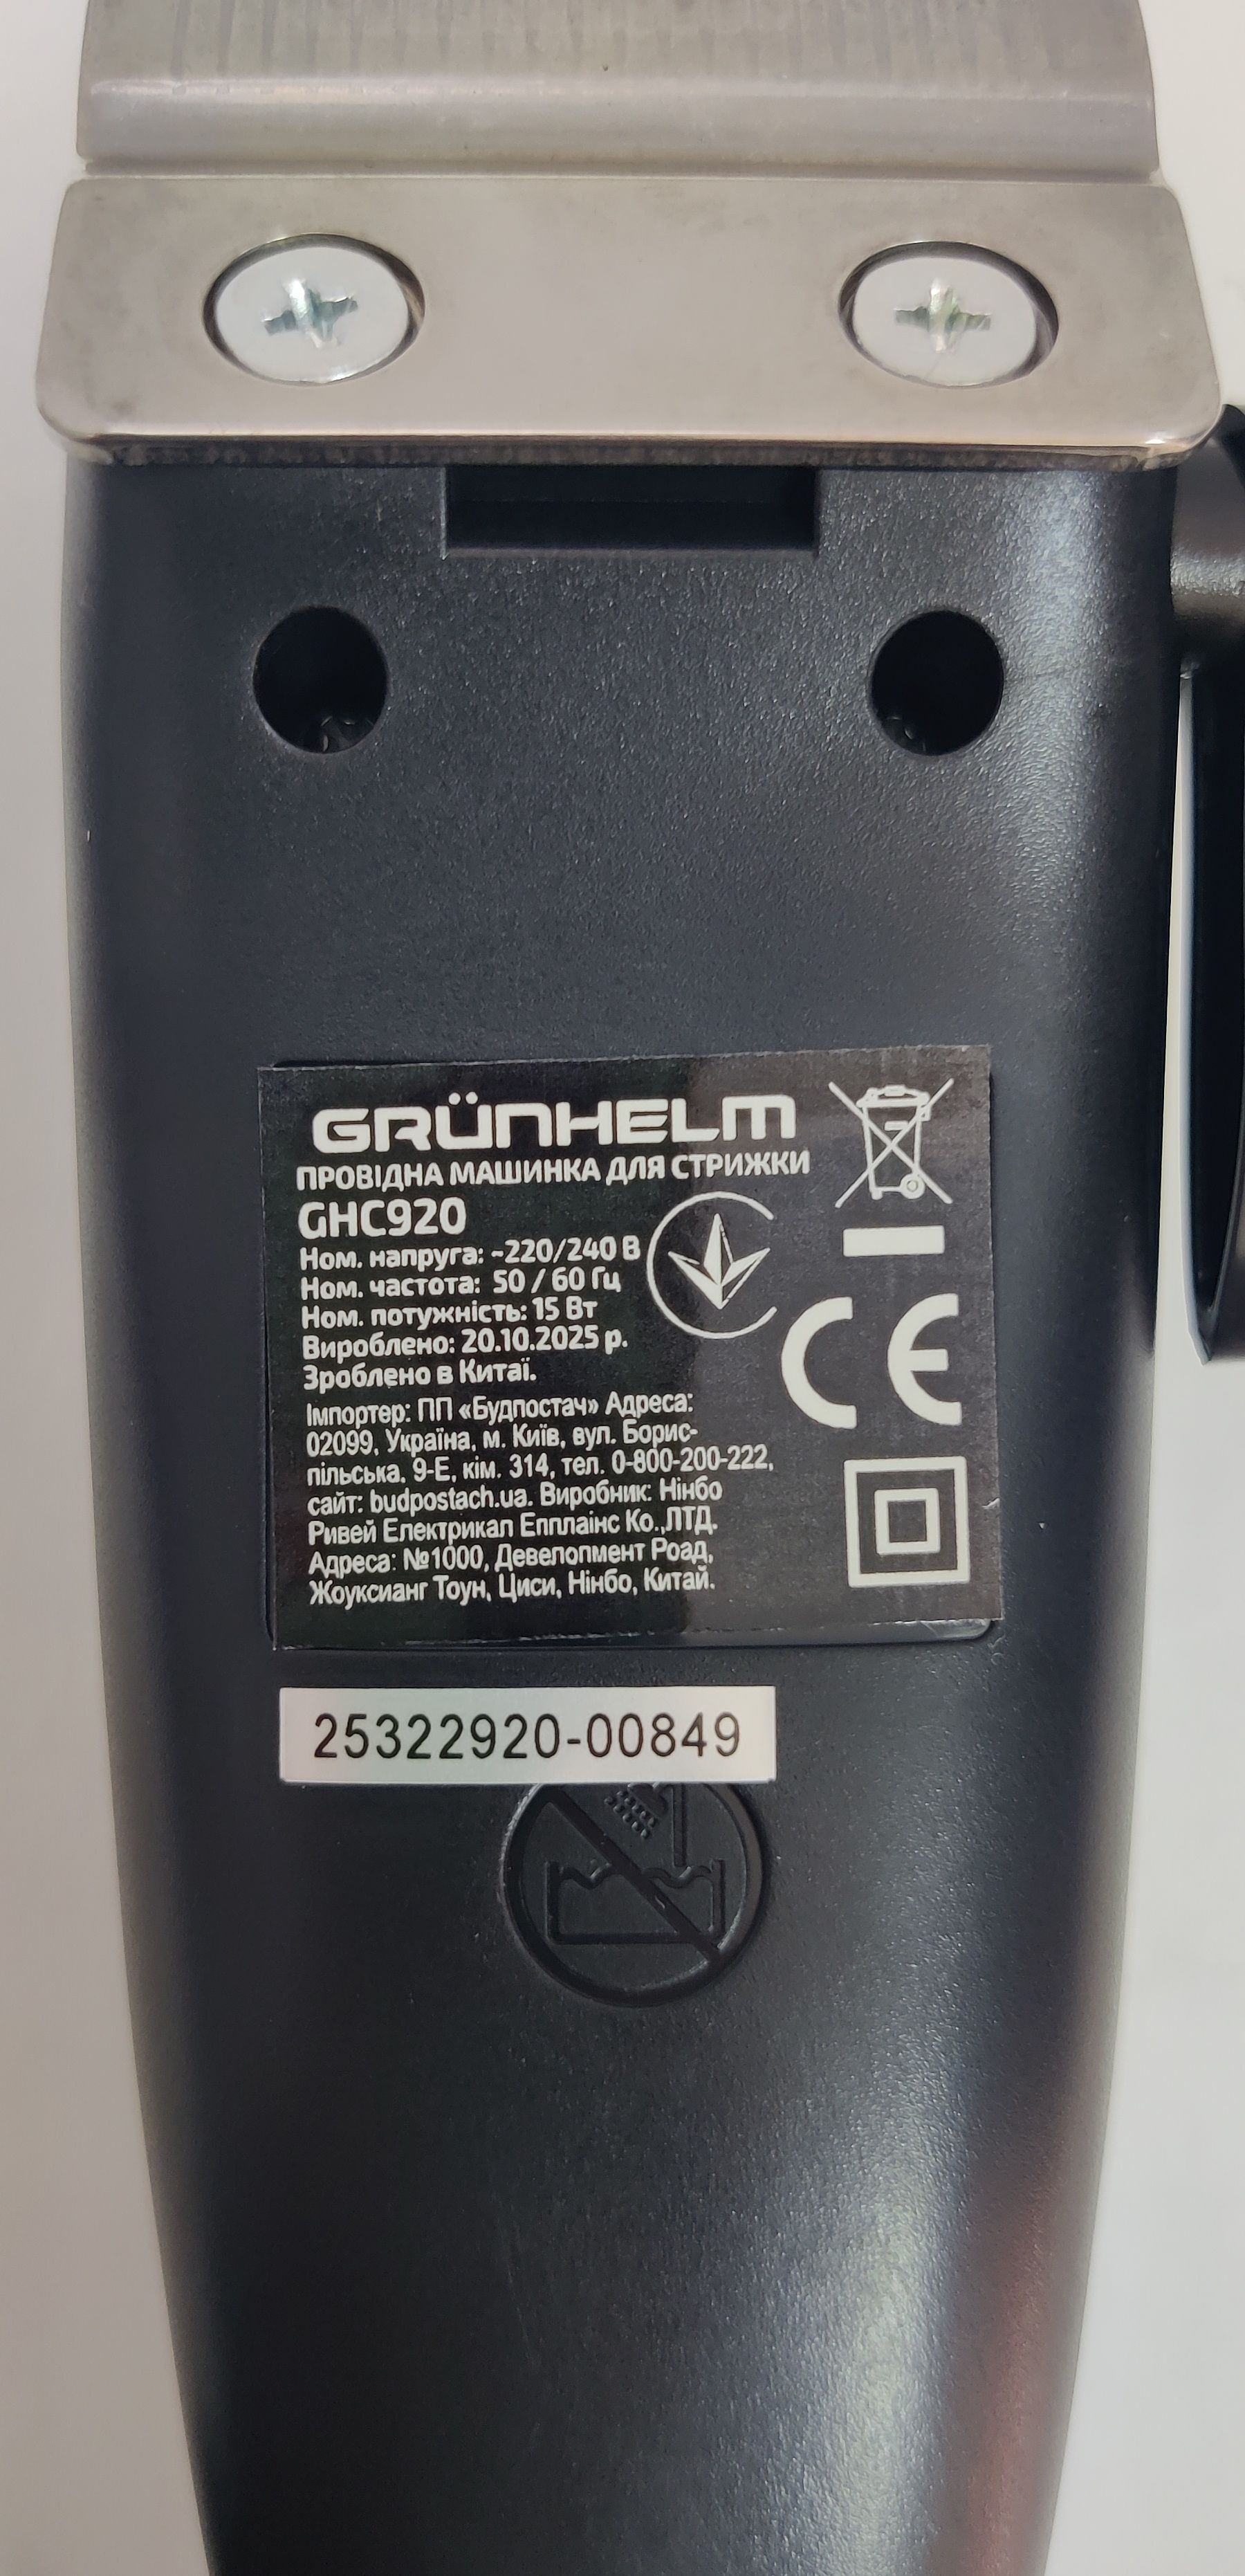 GRÜNHELM
ПРОВІДНА МАШИНКА ДЛЯ СТРИЖКИ
GHC920
Ном. напруга: ~220/240 В
Ном. частота: 50 / 60 Гц
Ном. потужність: 15 Вт
Вироблено: 20.10.2025 р.
Зроблено в Китаї.
Імпортер: ПП «Будпостач» Адреса:
02099, Україна, м. Київ, вул. Борис-
пільська, 9-Е, кім. 314, тел. 0-800-200-222,
сайт: budpostach.ua. Виробник: Нінбо
Ривей Електрикал Епплаінс Ко.,ЛТД.
Адреса: №1000, Девелопмент Роад,
Жоуксианг Тоун, Циси, Нінбо, Китай.
CE
25322920-00849